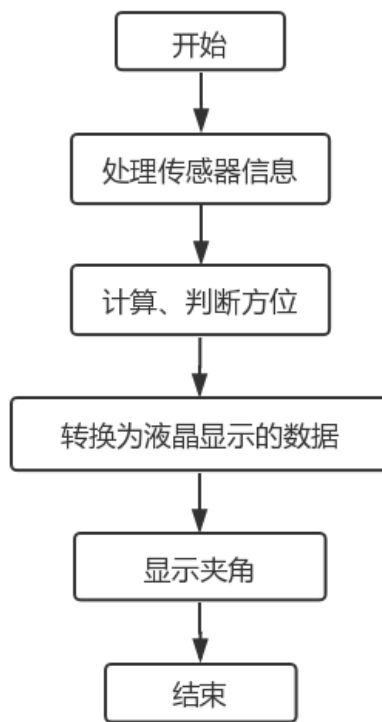 开始
处理传感器信息
计算、判断方位
转换为液晶显示的数据
显示夹角
结束